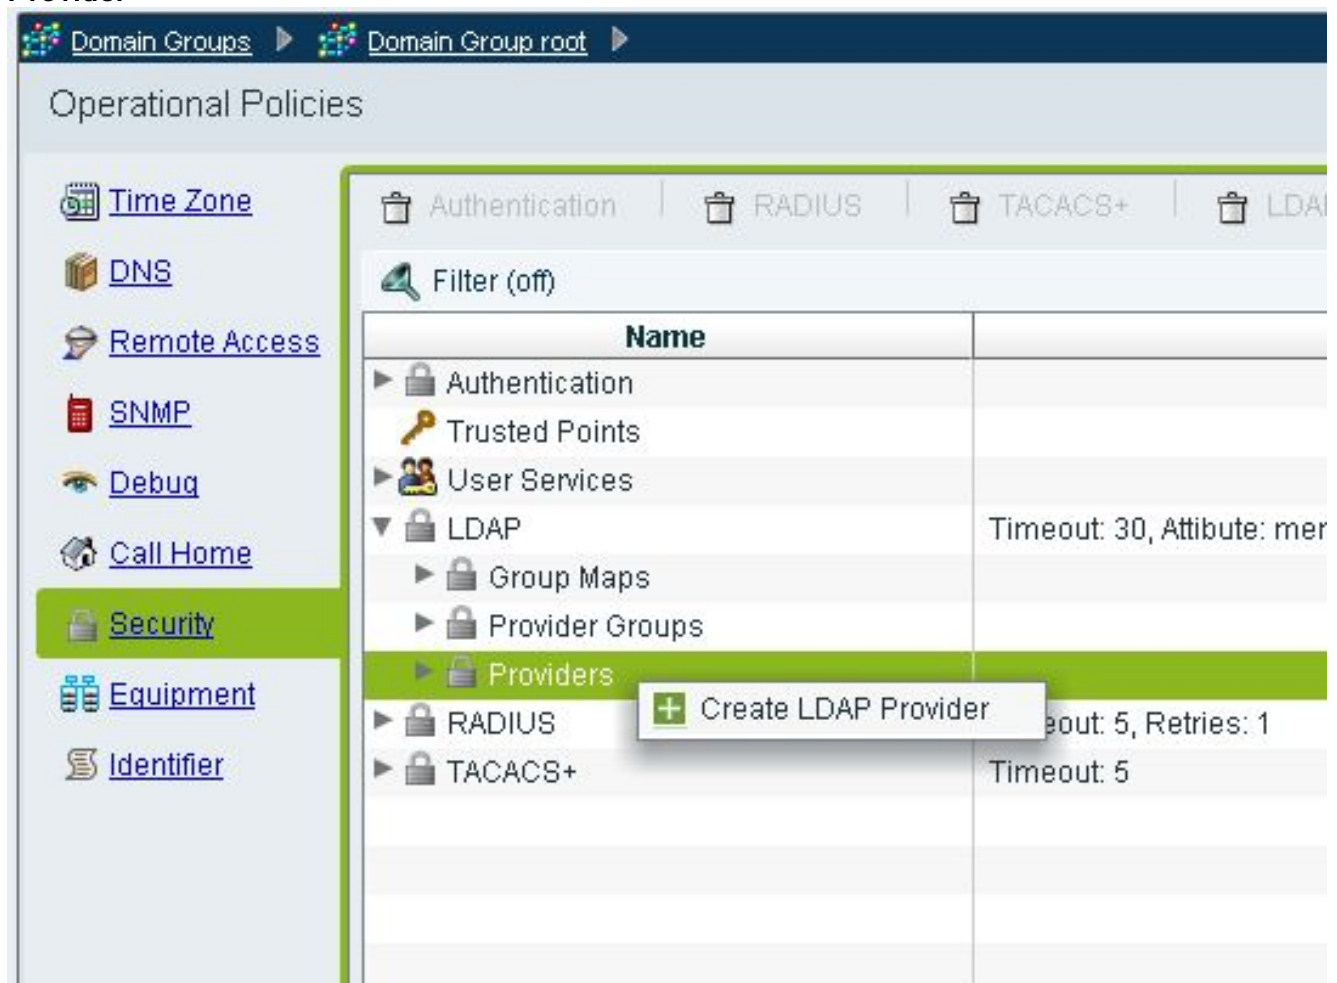 Domain Groups Domain Group root
Operational Policies
Time Zone
DNS
Remote Access
SNMP
Debug
Call Home
Security
Equipment
Identifier
Authentication RADIUS TACACS+
Filter (off)
Name
Authentication
Trusted Points
User Services
LDAP Timeout: 30, Attibute:
Group Maps
Provider Groups
Providers
Create LDAP Provider
RADIUS 5, Retries: 1
TACACS+ Timeout: 5